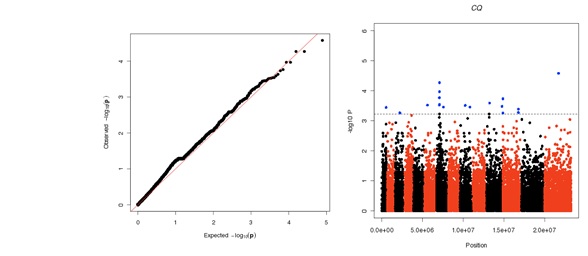 CQ
Observed −log₁₀(p)
4
3
2
1
0
0 1 2 3 4 5
Expected −log₁₀(p)
-log10 P
6
5
4
3
2
1
0
0.0e+00 5.0e+06 1.0e+07 1.5e+07 2.0e+07
Position